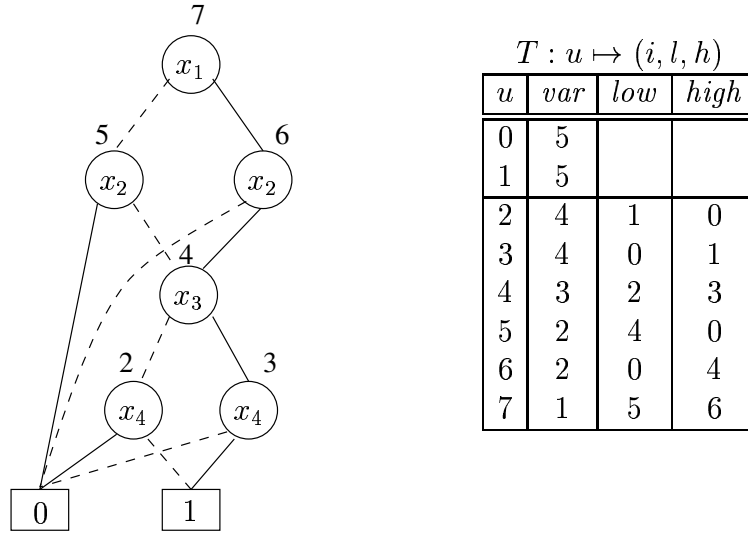 7
x₁
5
6
x₂
x₂
4
x₃
2
3
x₄
x₄
0
1
T : u ↦ (i, l, h)
u var low high
0 5
1 5
2 4 1 0
3 4 0 1
4 3 2 3
5 2 4 0
6 2 0 4
7 1 5 6